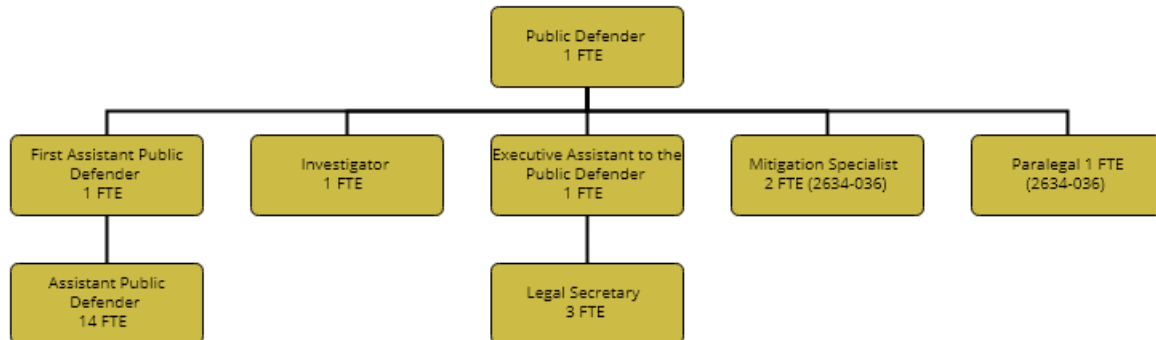 Public Defender
1 FTE
First Assistant Public
Defender
1 FTE
Investigator
1 FTE
Executive Assistant to the
Public Defender
1 FTE
Mitigation Specialist
2 FTE (2634-036)
Paralegal 1 FTE
(2634-036)
Assistant Public
Defender
14 FTE
Legal Secretary
3 FTE